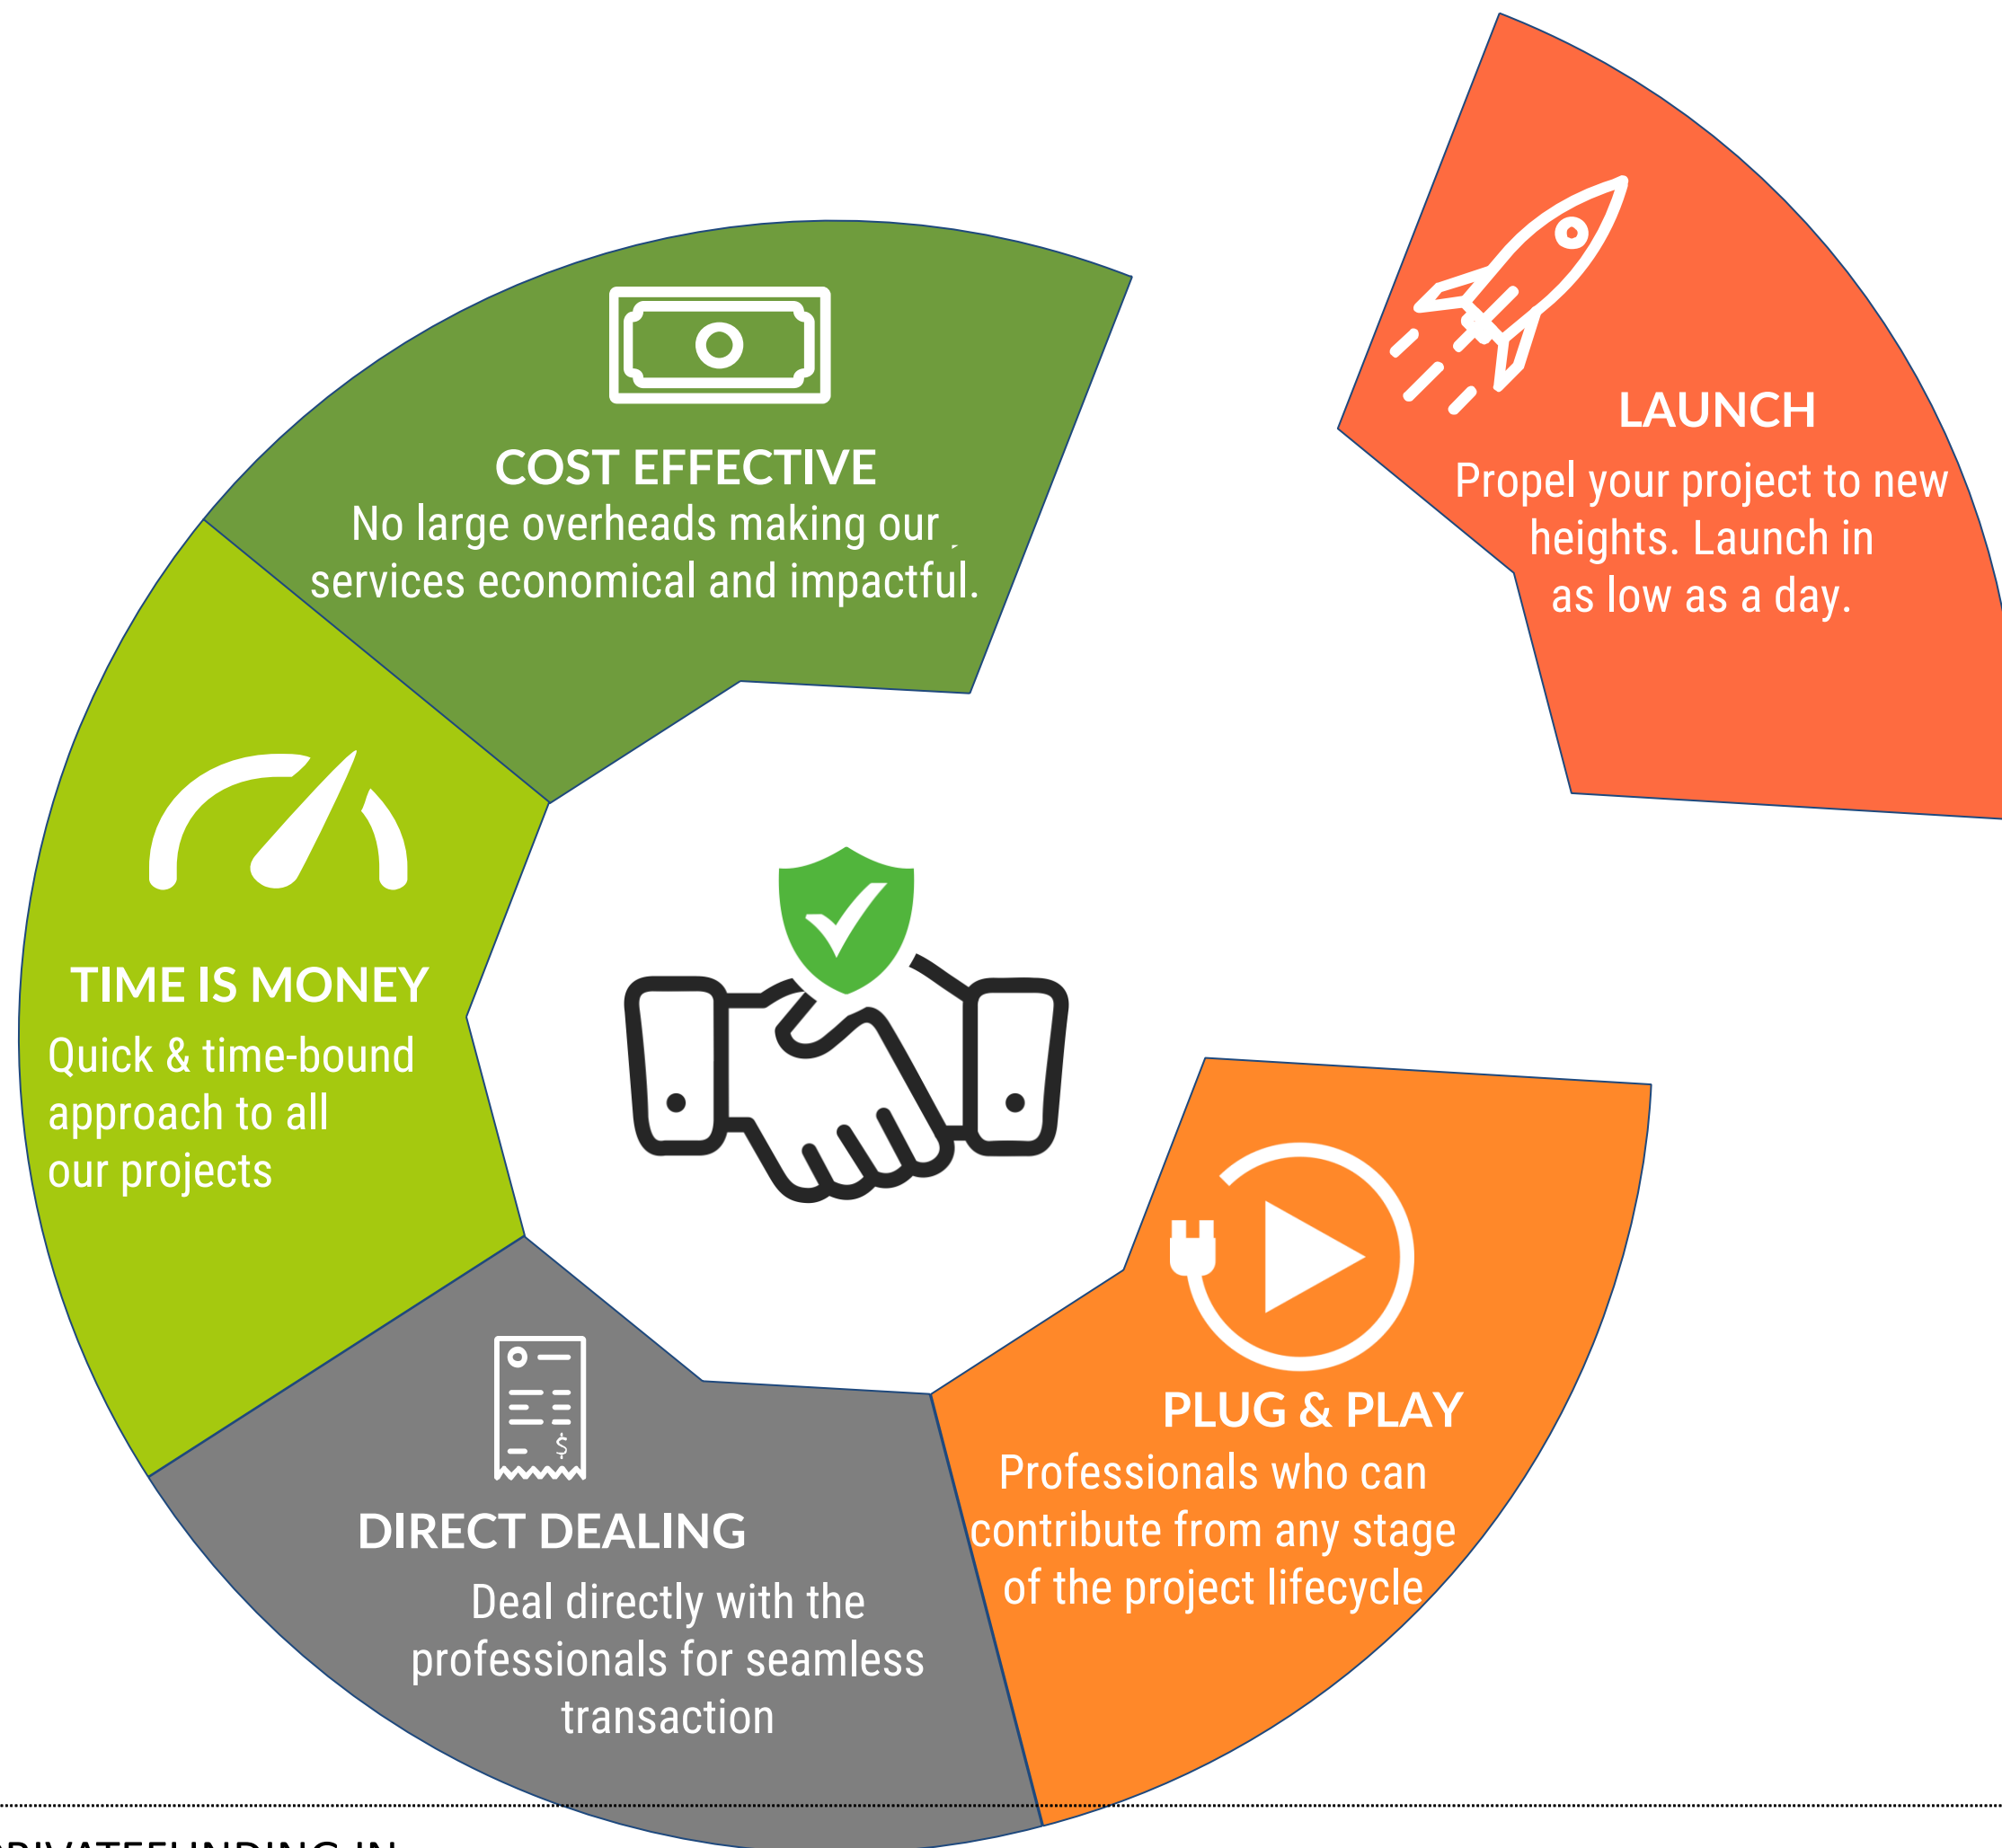 LAUNCH
Propel your project to new
heights. Launch in
as low as a day.
COST EFFECTIVE
No large overheads making our
services economical and impactful.
TIME IS MONEY
Quick & time-bound
approach to all
our projects
PLUG & PLAY
Professionals who can
contribute from any stage
of the project lifecycle
DIRECT DEALING
Deal directly with the
professionals for seamless
transaction
$